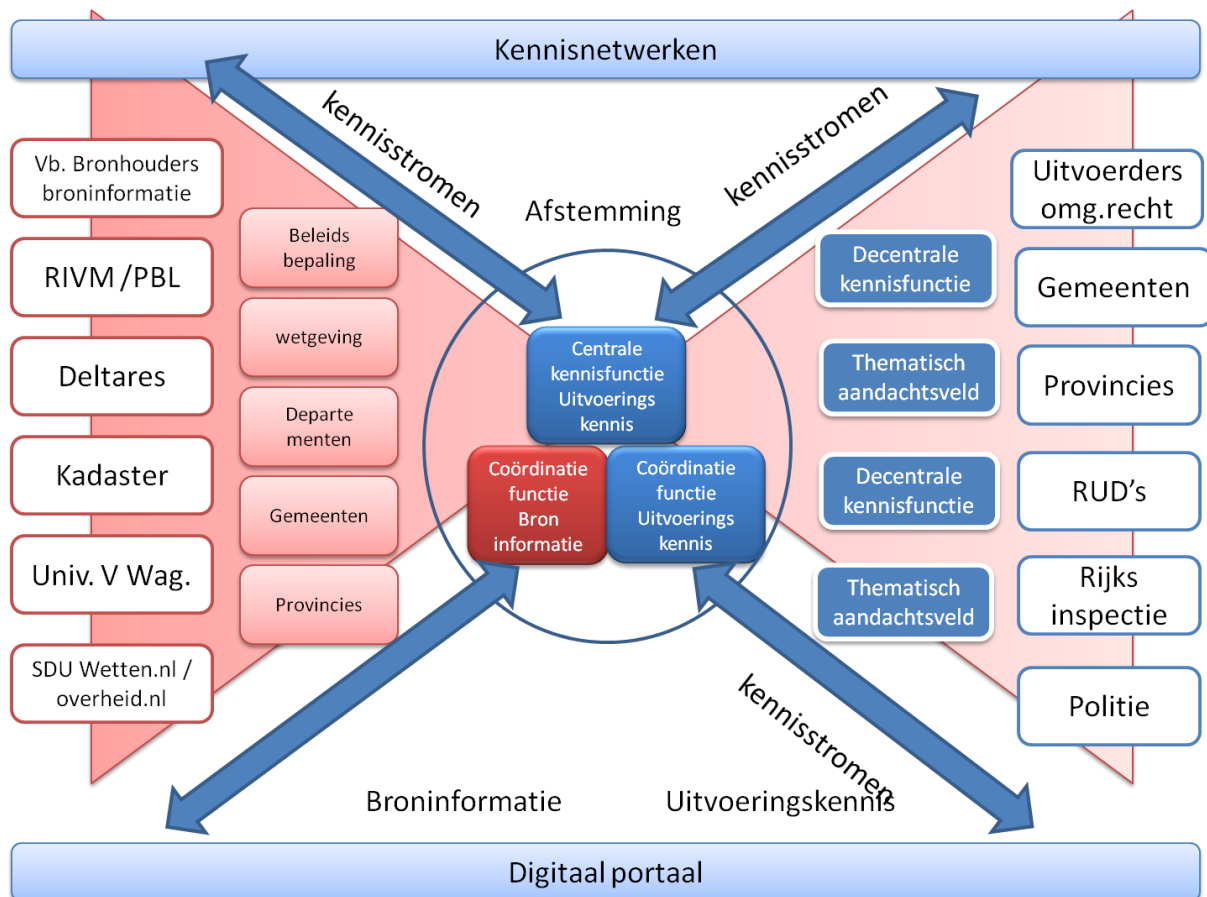 Kennisnetwerken
kennisstromen
kennisstromen
Afstemming
Vb. Bronhouders
broninformatie
RIVM /PBL
Deltares
Kadaster
Univ. V Wag.
SDU Wetten.nl /
overheid.nl
Beleids
bepaling
wetgeving
Departe
menten
Gemeenten
Provincies
Centrale
kennisfunctie
Uitvoerings
kennis
Coördinatie
functie
Bron
informatie
Coördinatie
functie
Uitvoerings
kennis
Decentrale
kennisfunctie
Thematisch
aandachtsveld
Decentrale
kennisfunctie
Thematisch
aandachtsveld
Uitvoerders
omg.recht
Gemeenten
Provincies
RUD's
Rijks
inspectie
Politie
kennisstromen
Broninformatie
Uitvoeringskennis
Digitaal portaal